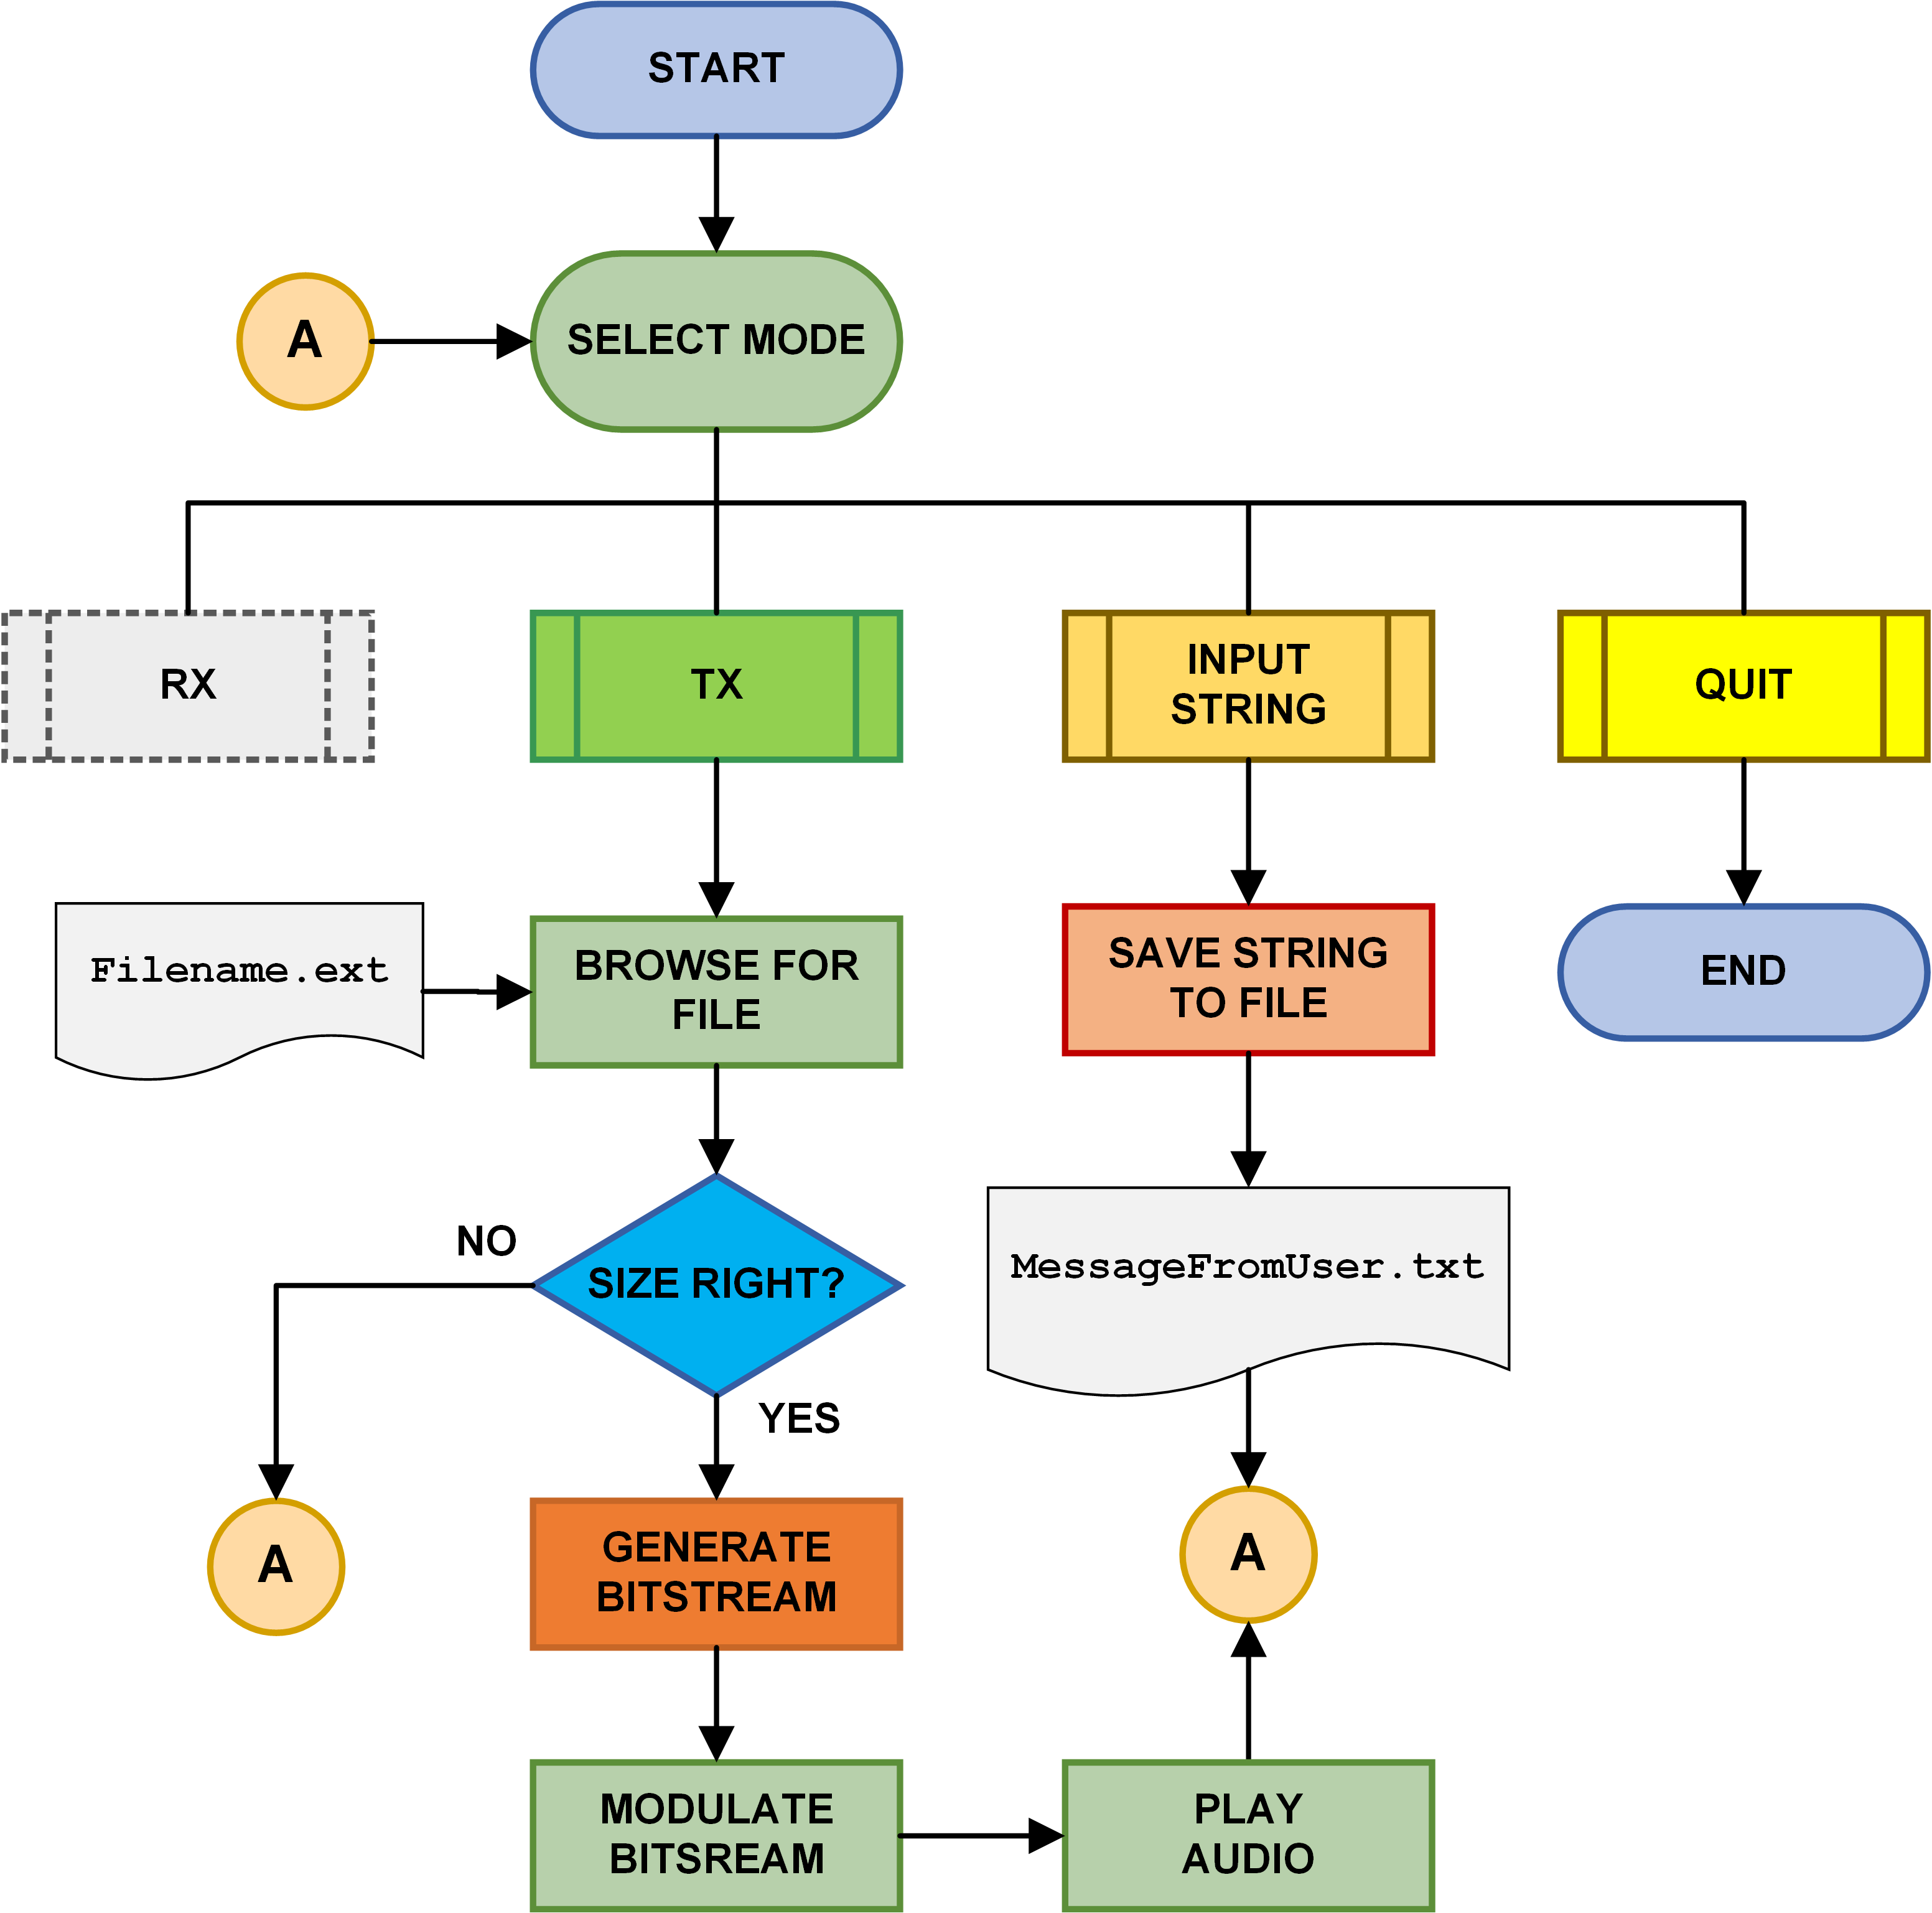 START
A
SELECT MODE
RX
TX
INPUT
STRING
QUIT
Filename.ext
BROWSE FOR
FILE
SAVE STRING
TO FILE
END
NO
SIZE RIGHT?
YES
MessageFromUser.txt
A
GENERATE
BITSTREAM
A
MODULATE
BITSREAM
PLAY
AUDIO